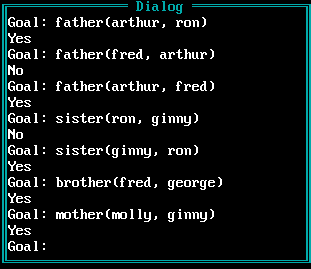 Dialog
Goal: father(arthur, ron)
Yes
Goal: father(fred, arthur)
No
Goal: father(arthur, fred)
Yes
Goal: sister(ron, ginny)
No
Goal: sister(ginny, ron)
Yes
Goal: brother(fred, george)
Yes
Goal: mother(molly, ginny)
Yes
Goal: